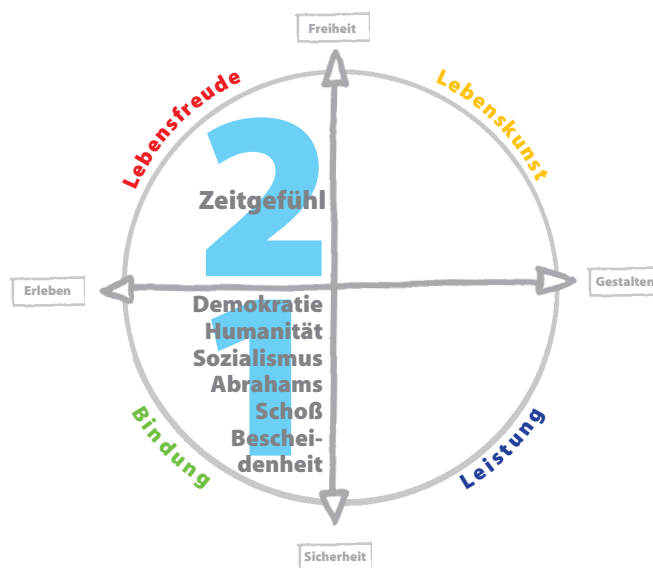 Freiheit
Lebensfreude
Lebenskunst
2
Zeitgefühl
Erleben
Gestalten
1
Demokratie
Humanität
Sozialismus
Abrahams
Schoß
Beschei-
denheit
Bindung
Leistung
Sicherheit